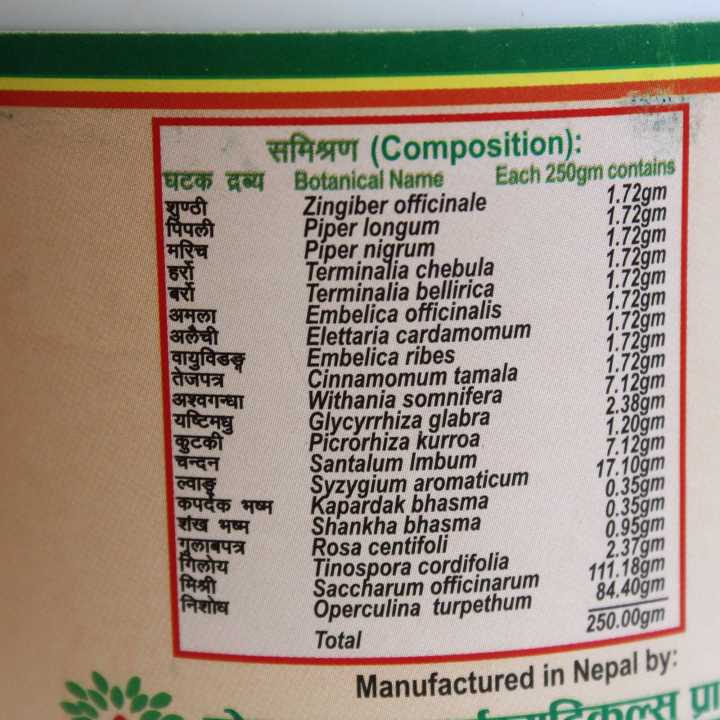 समिश्रण (Composition):
घटक द्रब्य Botanical Name Each 250gm contains
शुण्ठी Zingiber officinale 1.72gm
पिपली Piper longum 1.72gm
मरिच Piper nigrum 1.72gm
हर्रो Terminalia chebula 1.72gm
बर्रो Terminalia bellirica 1.72gm
अमला Embelica officinalis 1.72gm
अलैची Elettaria cardamomum 1.72gm
वायुविडङ्ग Embelica ribes 1.72gm
तेजपत्र Cinnamomum tamala 1.72gm
अश्वगन्धा Withania somnifera 7.12gm
यष्टिमधु Glycyrrhiza glabra 2.38gm
कुटकी Picrorhiza kurroa 1.20gm
चन्दन Santalum lmbum 7.12gm
ल्वाङ्ग Syzygium aromaticum 17.10gm
कपर्दक भष्म Kapardak bhasma 0.35gm
शंख भष्म Shankha bhasma 0.35gm
गुलाबपत्र Rosa centifoli 0.95gm
गिलोय Tinospora cordifolia 2.37gm
मिश्री Saccharum officinarum 111.18gm
निशोथ Operculina turpethum 84.40gm
Total 250.00gm
Manufactured in Nepal by: